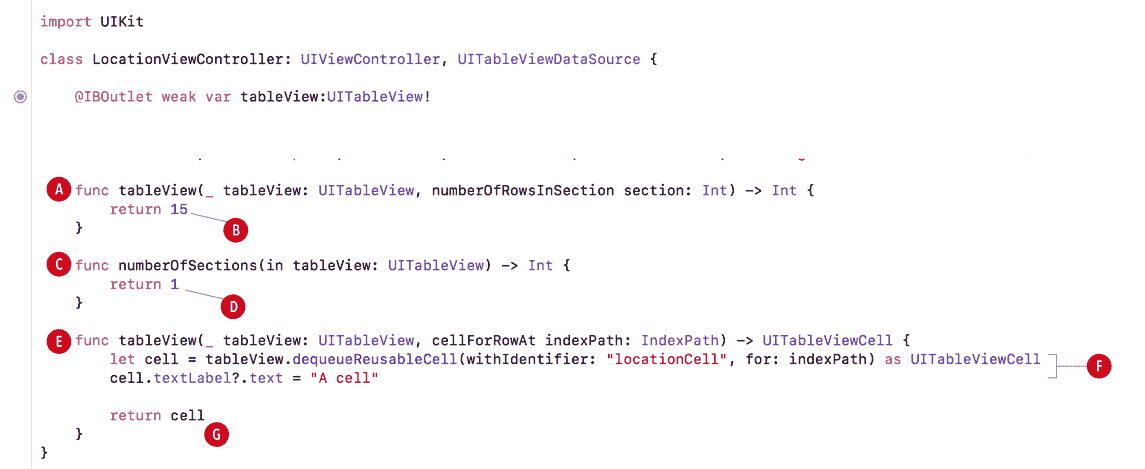 import UIKit
class LocationViewController: UIViewController, UITableViewDataSource {
@IBOutlet weak var tableView:UITableView!
A func tableView(_ tableView: UITableView, numberOfRowsInSection section: Int) -> Int {
return 15
B
}
C func numberOfSections(in tableView: UITableView) -> Int {
return 1
D
}
E func tableView(_ tableView: UITableView, cellForRowAt indexPath: IndexPath) -> UITableViewCell {
let cell = tableView.dequeueReusableCell(withIdentifier: "locationCell", for: indexPath) as UITableViewCell
F
cell.textLabel?.text = "A cell"
return cell
G
}
}